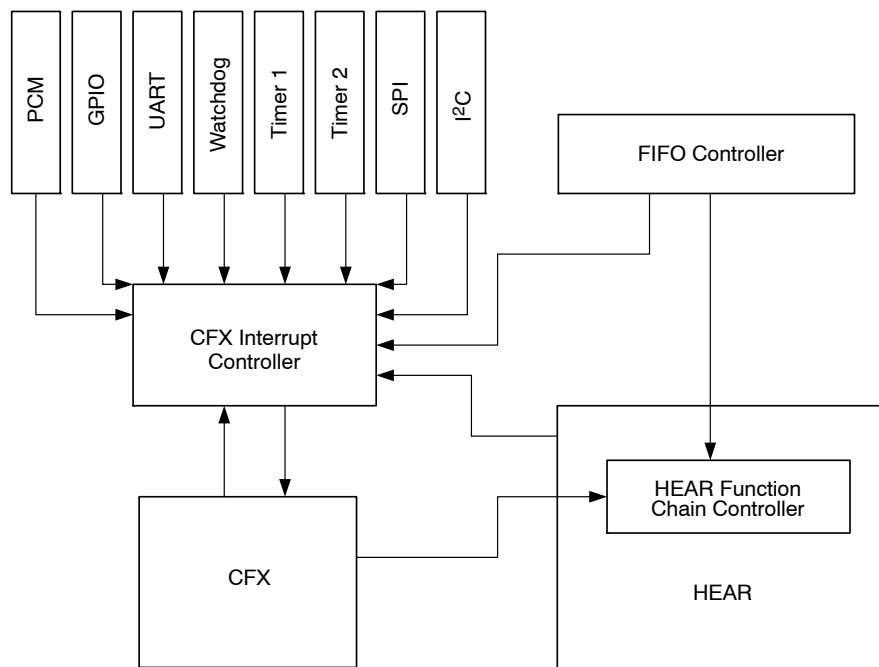 PCM
GPIO
UART
Watchdog
Timer 1
Timer 2
SPI
I²C
FIFO Controller
CFX Interrupt
Controller
HEAR Function
Chain Controller
CFX
HEAR